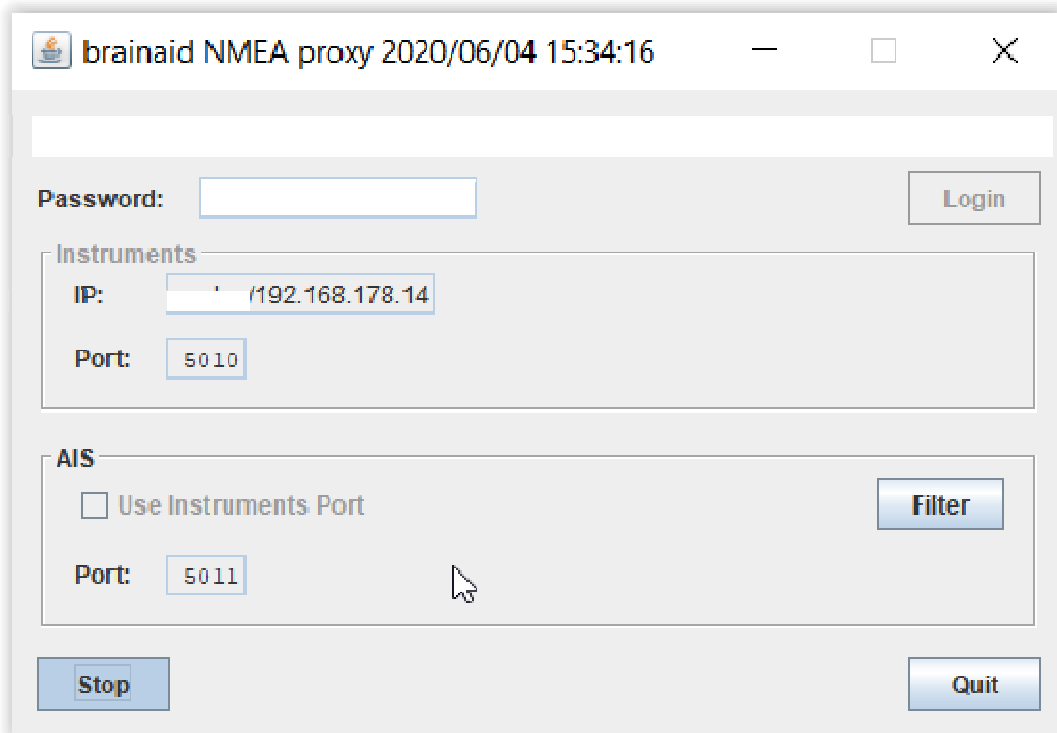 brainaid NMEA proxy 2020/06/04 15:34:16
Password:
Login
Instruments
IP: /192.168.178.14
Port: 5010
AIS
Use Instruments Port
Filter
Port: 5011
Stop
Quit